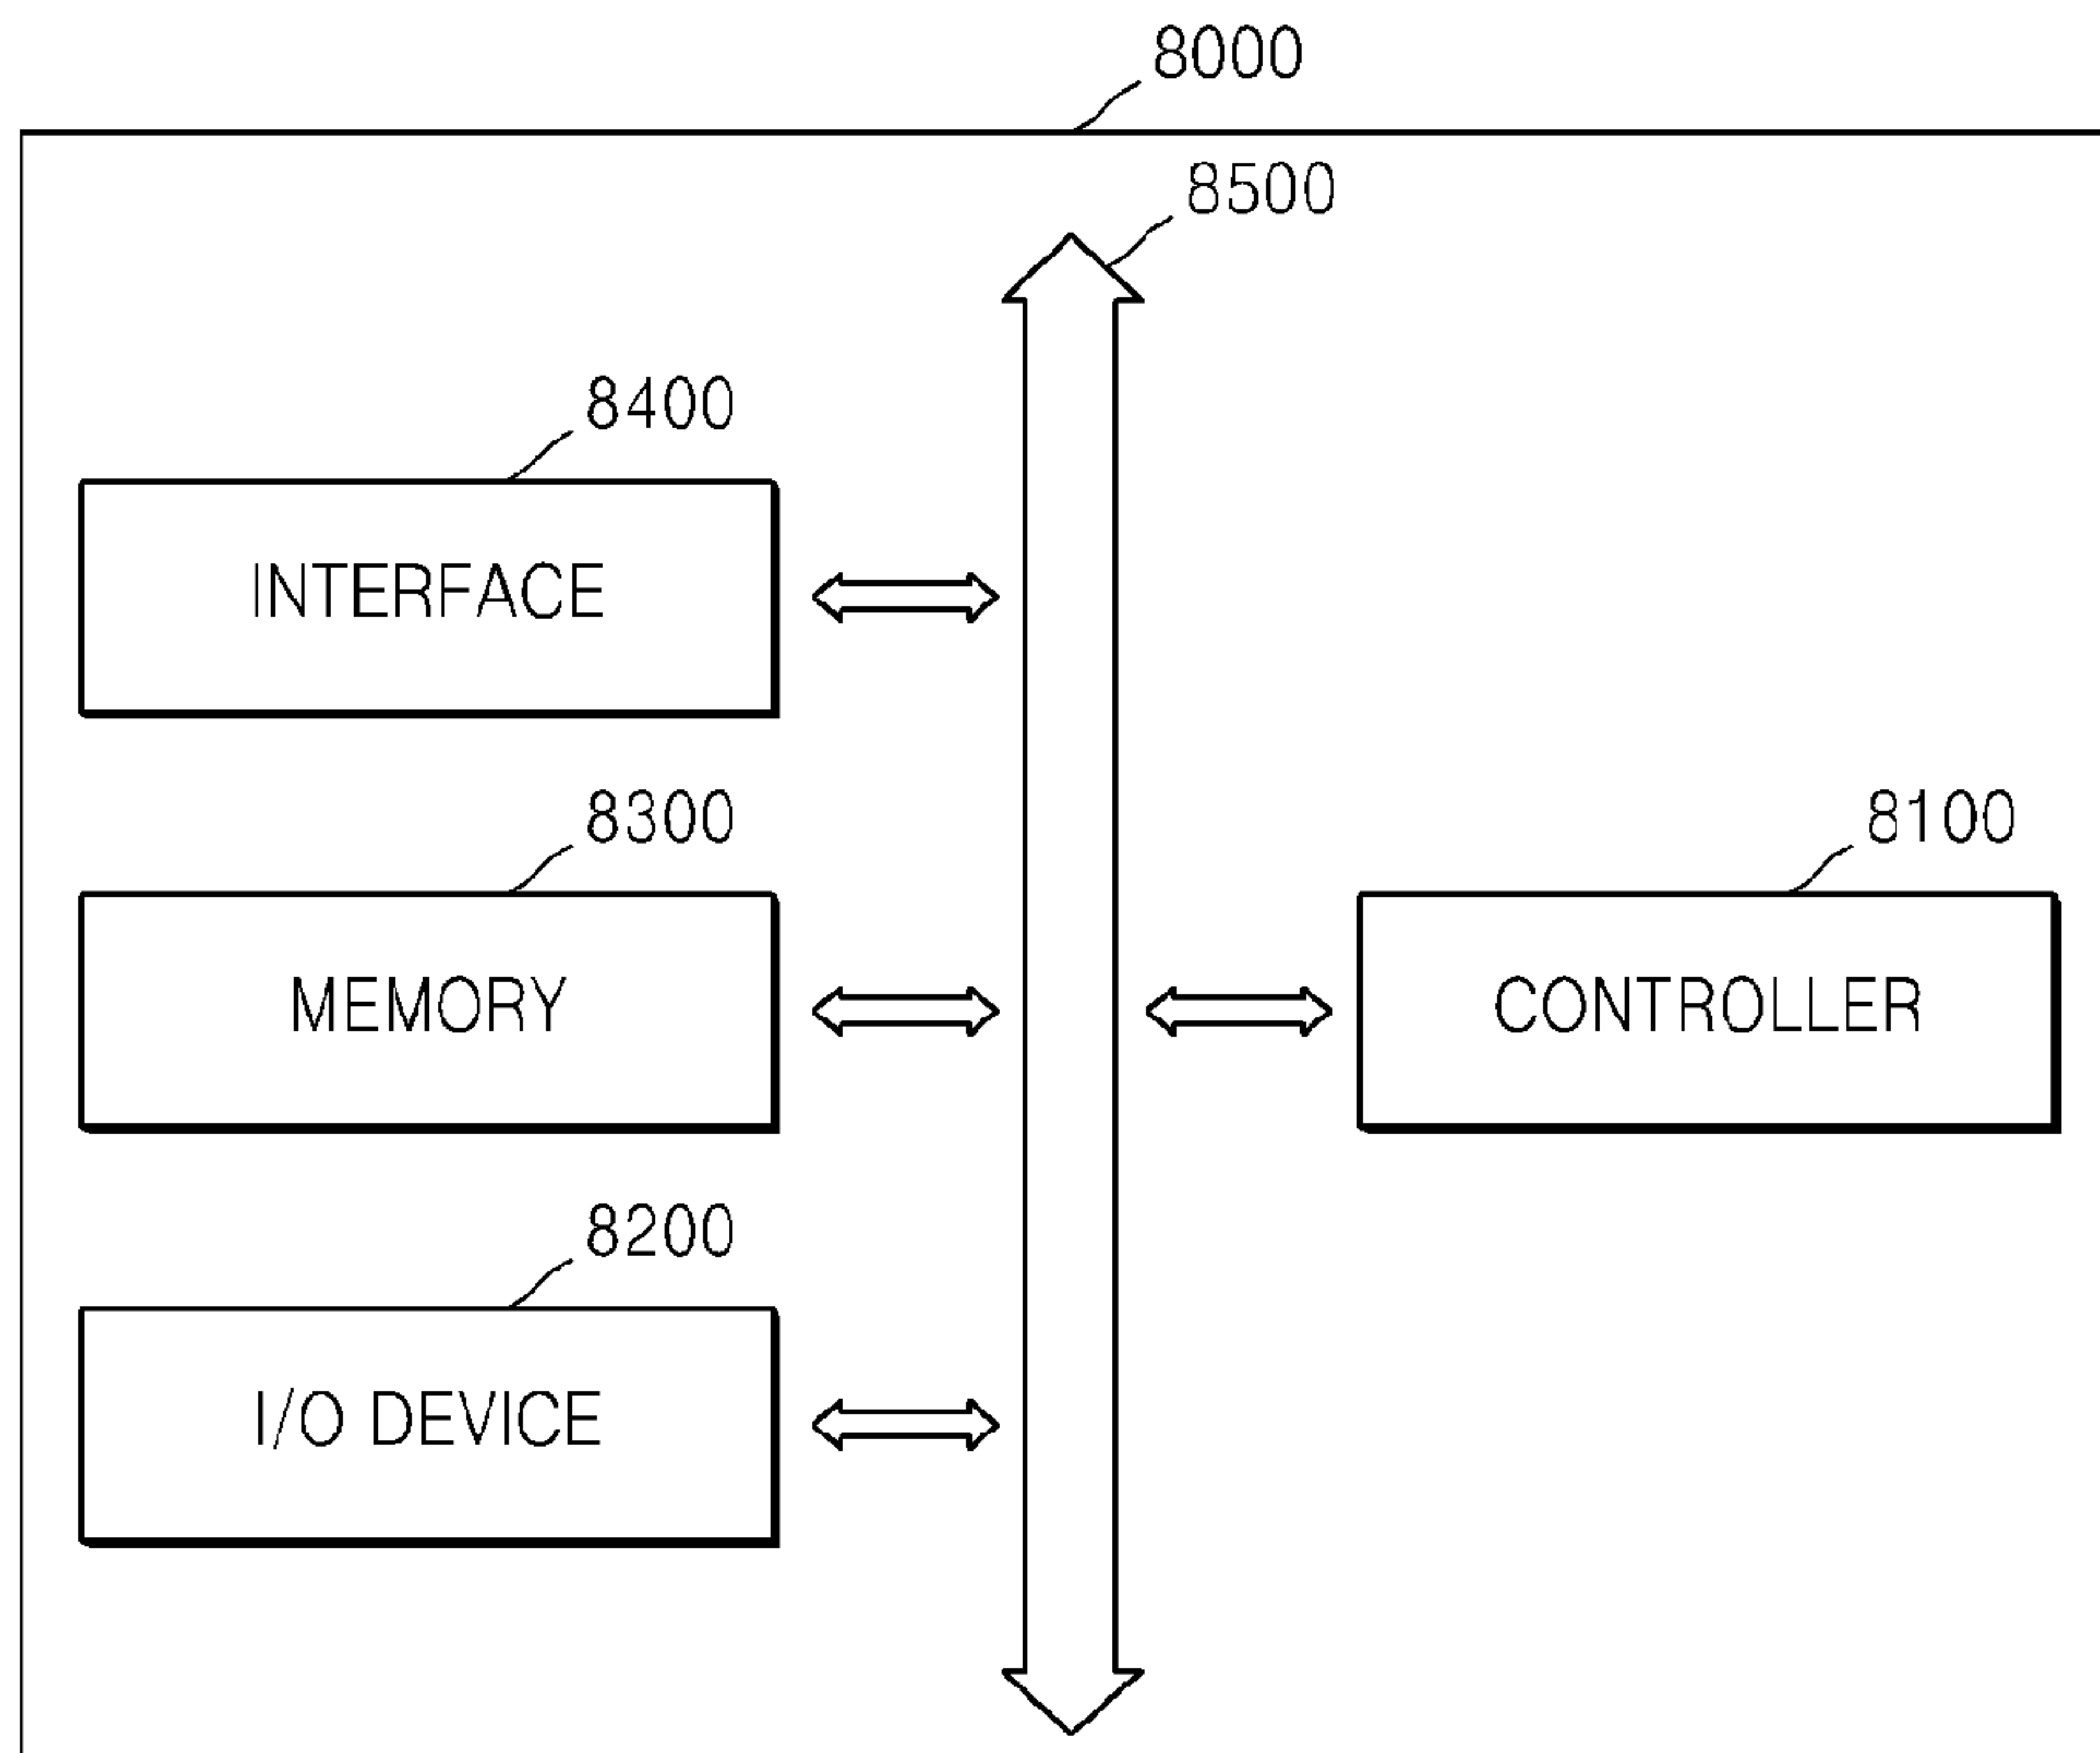 8000
8500
8400
INTERFACE
8300
8100
MEMORY
CONTROLLER
8200
I/O DEVICE